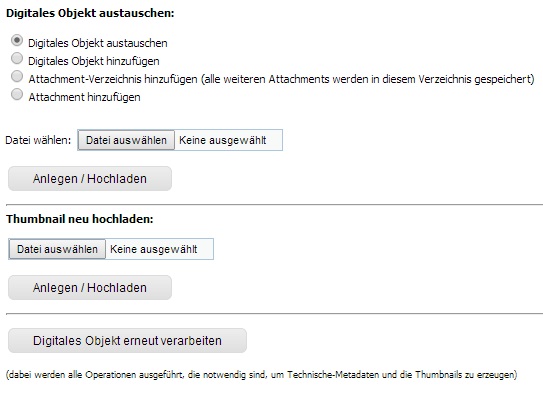 Digitales Objekt austauschen:
Digitales Objekt austauschen
Digitales Objekt hinzufügen
Attachment-Verzeichnis hinzufügen (alle weiteren Attachments werden in diesem Verzeichnis gespeichert)
Attachment hinzufügen
Datei wählen: Datei auswählen Keine ausgewählt
Anlegen / Hochladen
Thumbnail neu hochladen:
Datei auswählen Keine ausgewählt
Anlegen / Hochladen
Digitales Objekt erneut verarbeiten
(dabei werden alle Operationen ausgeführt, die notwendig sind, um Technische-Metadaten und die Thumbnails zu erzeugen)